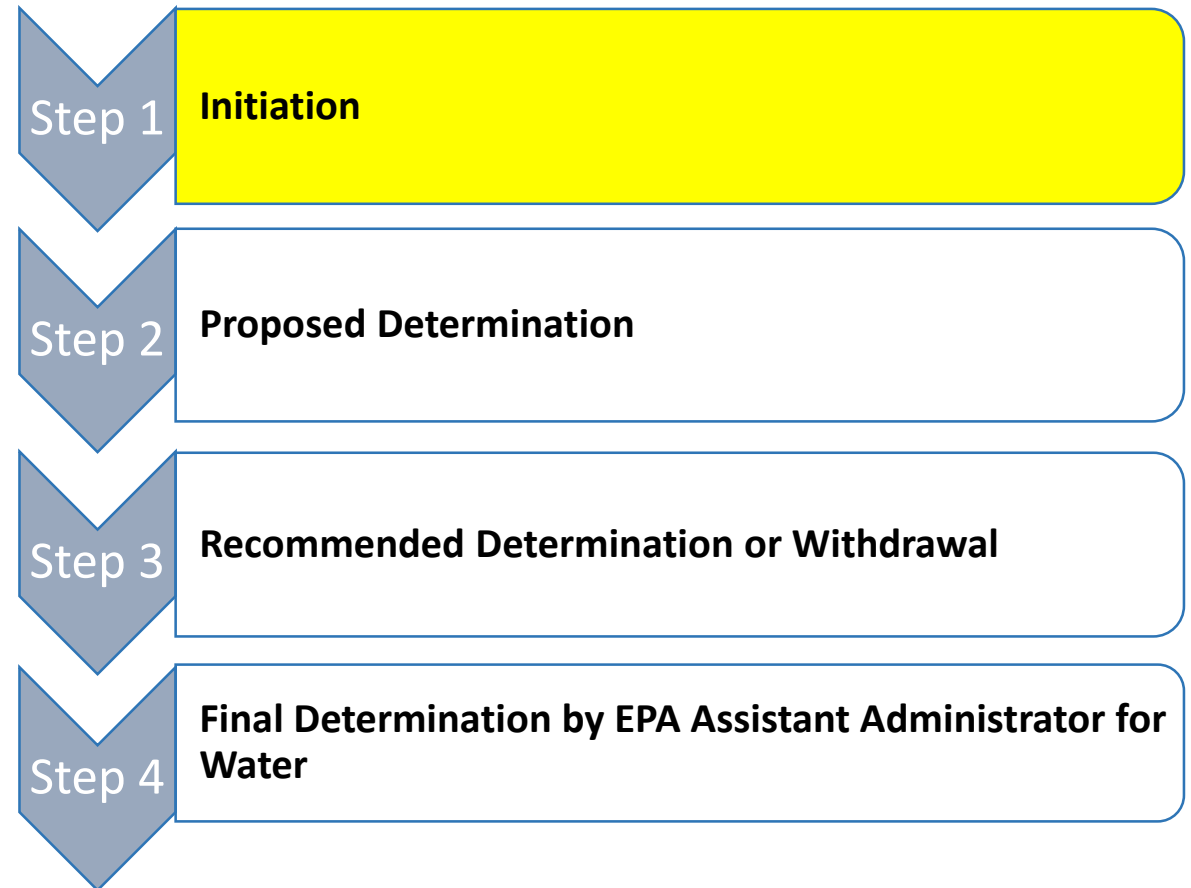 Step 1
Initiation
Step 2
Proposed Determination
Step 3
Recommended Determination or Withdrawal
Step 4
Final Determination by EPA Assistant Administrator for
Water